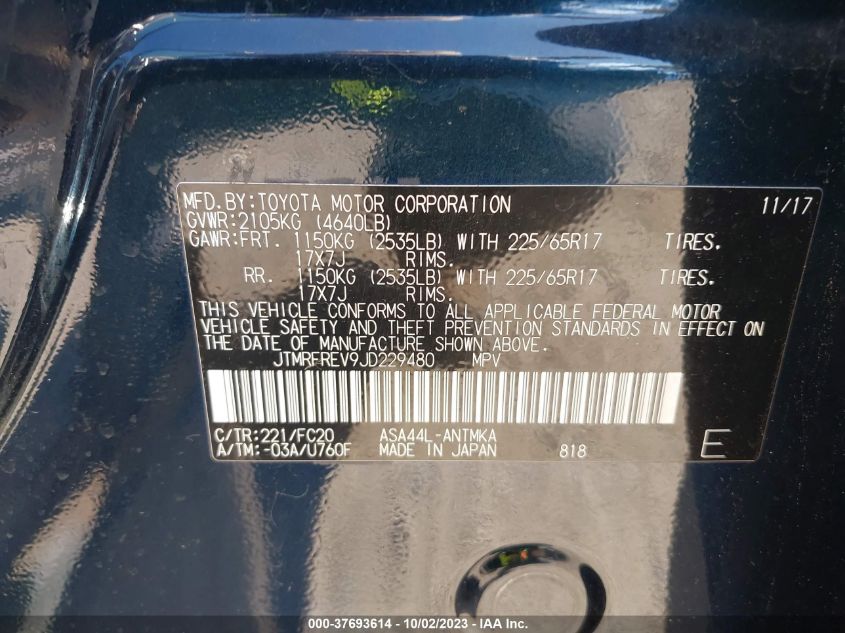 MFD.BY:TOYOTA MOTOR CORPORATION 11/17
GVWR:2105KG (4640LB)
GAWR:FRT. 1150KG (2535LB) WITH 225/65R17 TIRES.
17X7J RIMS.
RR. 1150KG (2535LB) WITH 225/65R17 TIRES.
17X7J RIMS.
THIS VEHICLE CONFORMS TO ALL APPLICABLE FEDERAL MOTOR
VEHICLE SAFETY AND THEFT PREVENTION STANDARDS IN EFFECT ON
THE DATE OF MANUFACTURE SHOWN ABOVE.
JTMRFREV9JD229480 MPV
C/TR:221/FC20 ASA44L-ANTMKA
A/TM:-03A/U760F MADE IN JAPAN 818 E
000-37693614 - 10/02/2023 - IAA Inc.